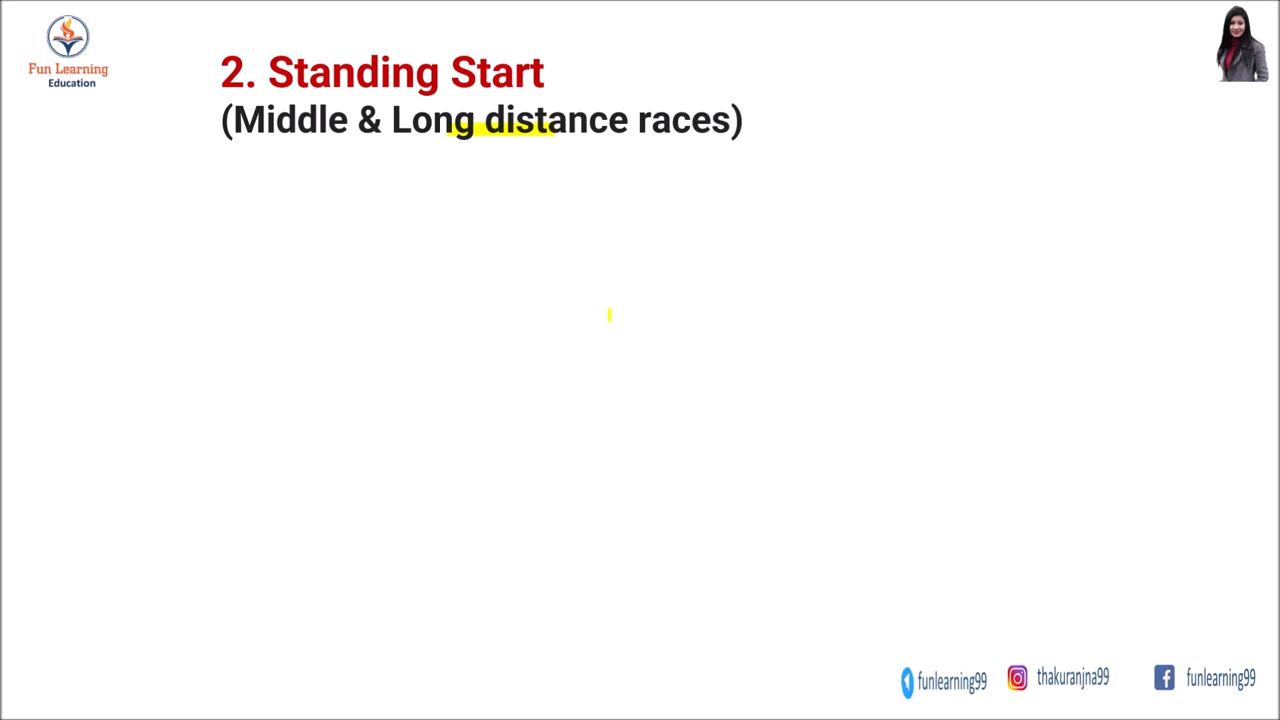 Fun Learning
Education
2. Standing Start
(Middle & Long distance races)
funlearning99
thakuranjna99
funlearning99